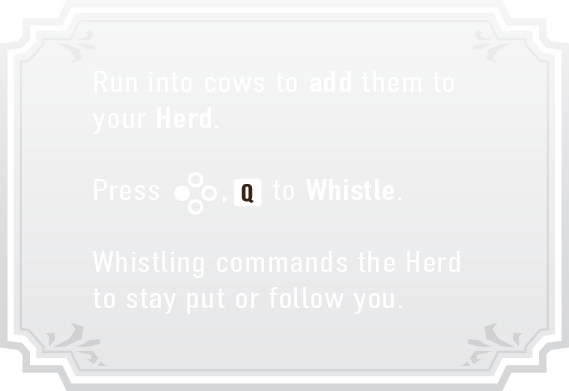 Run into cows to add them to
your Herd.
Press , Q to Whistle.
Whistling commands the Herd
to stay put or follow you.